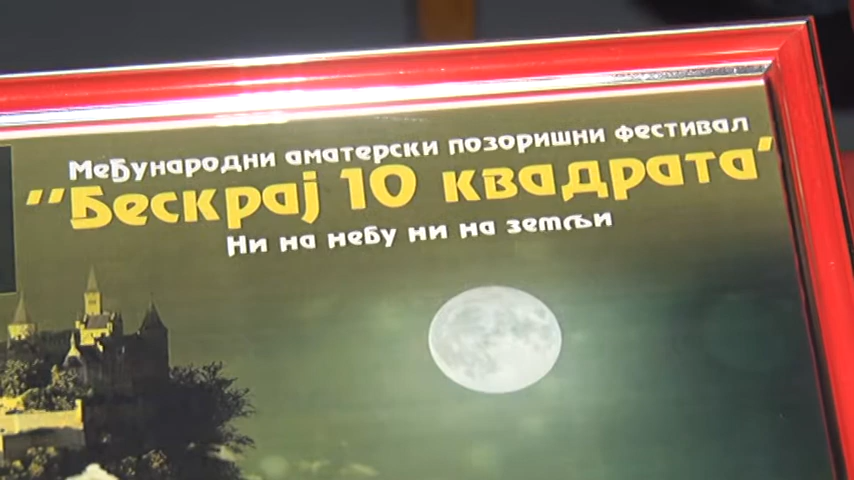 Међународни аматерски позоришни фестивал
"Бескрај 10 квадрата"
Ни на небу ни на земљи